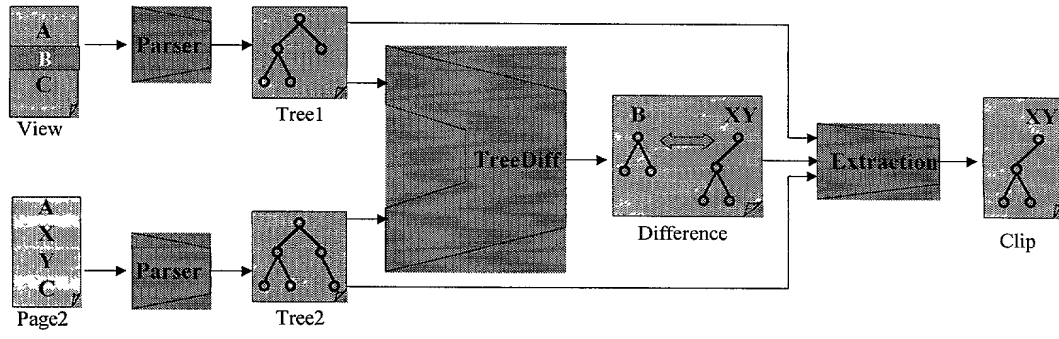 A
B
C
View
Parser
Tree1
TreeDiff
B
XY
Difference
Extraction
XY
Clip
A
X
Y
C
Page2
Parser
Tree2